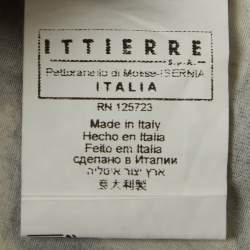 ITTIERRE
S.p.A.
Pettoranello di Molise-ISERNIA
ITALIA
RN 125723
Made in Italy
Hecho en Italia
Feito em Italia
сделано в Италии
ארץ יצור איטליה
意大利製